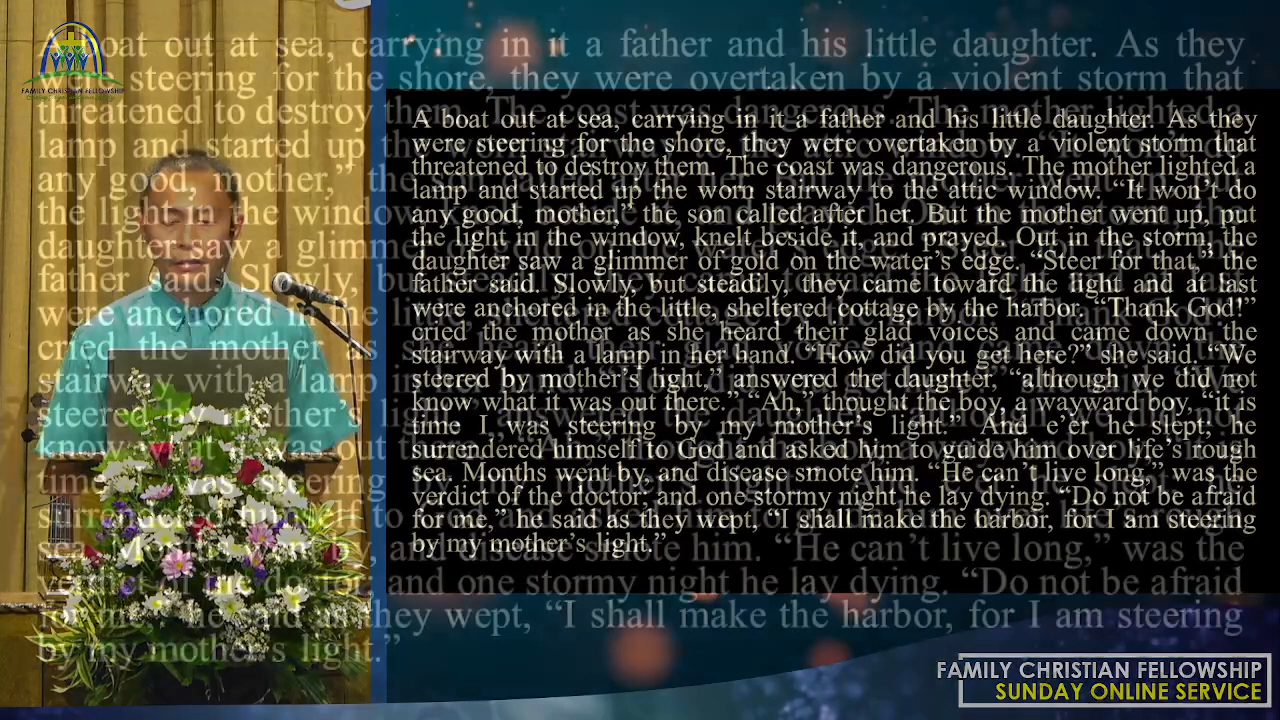 FAMILY CHRISTIAN FELLOWSHIP
A boat out at sea, carrying in it a father and his little daughter. As they
were steering for the shore, they were overtaken by a violent storm that
threatened to destroy them. The coast was dangerous. The mother lighted a
lamp and started up the worn stairway to the attic window. “It won’t do
any good, mother,” the son called after her. But the mother went up, put
the light in the window, knelt beside it, and prayed. Out in the storm, the
daughter saw a glimmer of gold on the water’s edge. “Steer for that,” the
father said. Slowly, but steadily, they came toward the light and at last
were anchored in the little, sheltered cottage by the harbor. “Thank God!”
cried the mother as she heard their glad voices and came down the
stairway with a lamp in her hand. “How did you get here?” she said. “We
steered by mother’s light,” answered the daughter, “although we did not
know what it was out there.” “Ah,” thought the boy, a wayward boy, “it is
time I was steering by my mother’s light.” And e’er he slept; he
surrendered himself to God and asked him to guide him over life’s rough
sea. Months went by, and disease smote him. “He can’t live long,” was the
verdict of the doctor; and one stormy night he lay dying. “Do not be afraid
for me,” he said as they wept, “I shall make the harbor, for I am steering
by my mother’s light.”
FAMILY CHRISTIAN FELLOWSHIP
SUNDAY ONLINE SERVICE